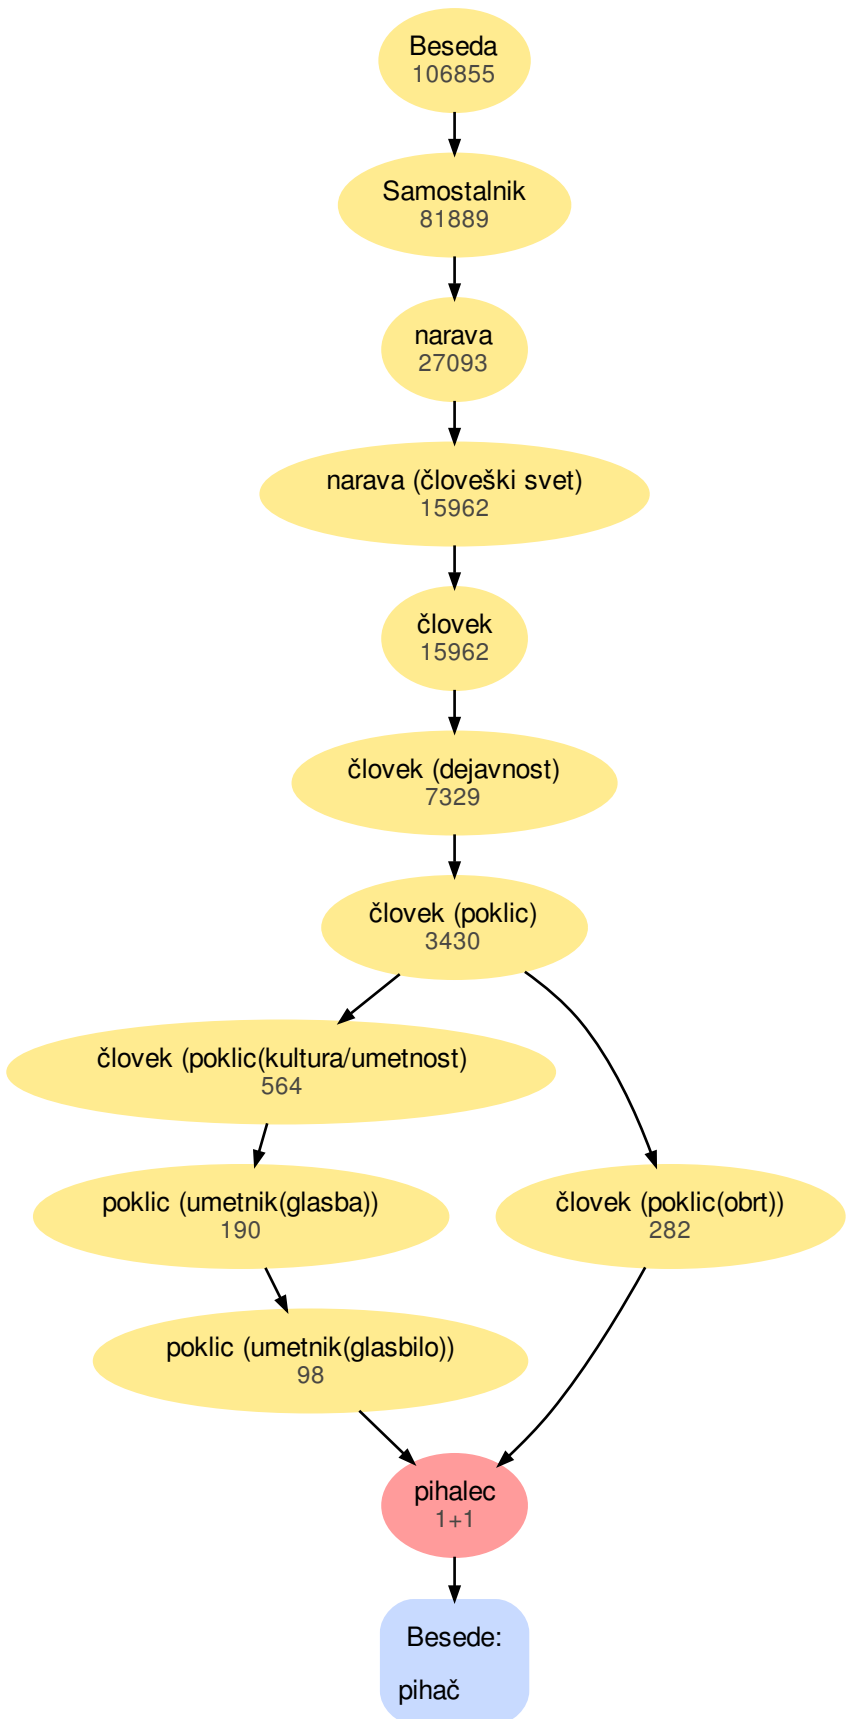 Beseda
106855
Samostalnik
81889
narava
27093
narava (človeški svet)
15962
človek
15962
človek (dejavnost)
7329
človek (poklic)
3430
človek (poklic(kultura/umetnost)
564
poklic (umetnik(glasba))
190
človek (poklic(obrt))
282
poklic (umetnik(glasbilo))
98
pihalec
1+1
Besede:
pihač